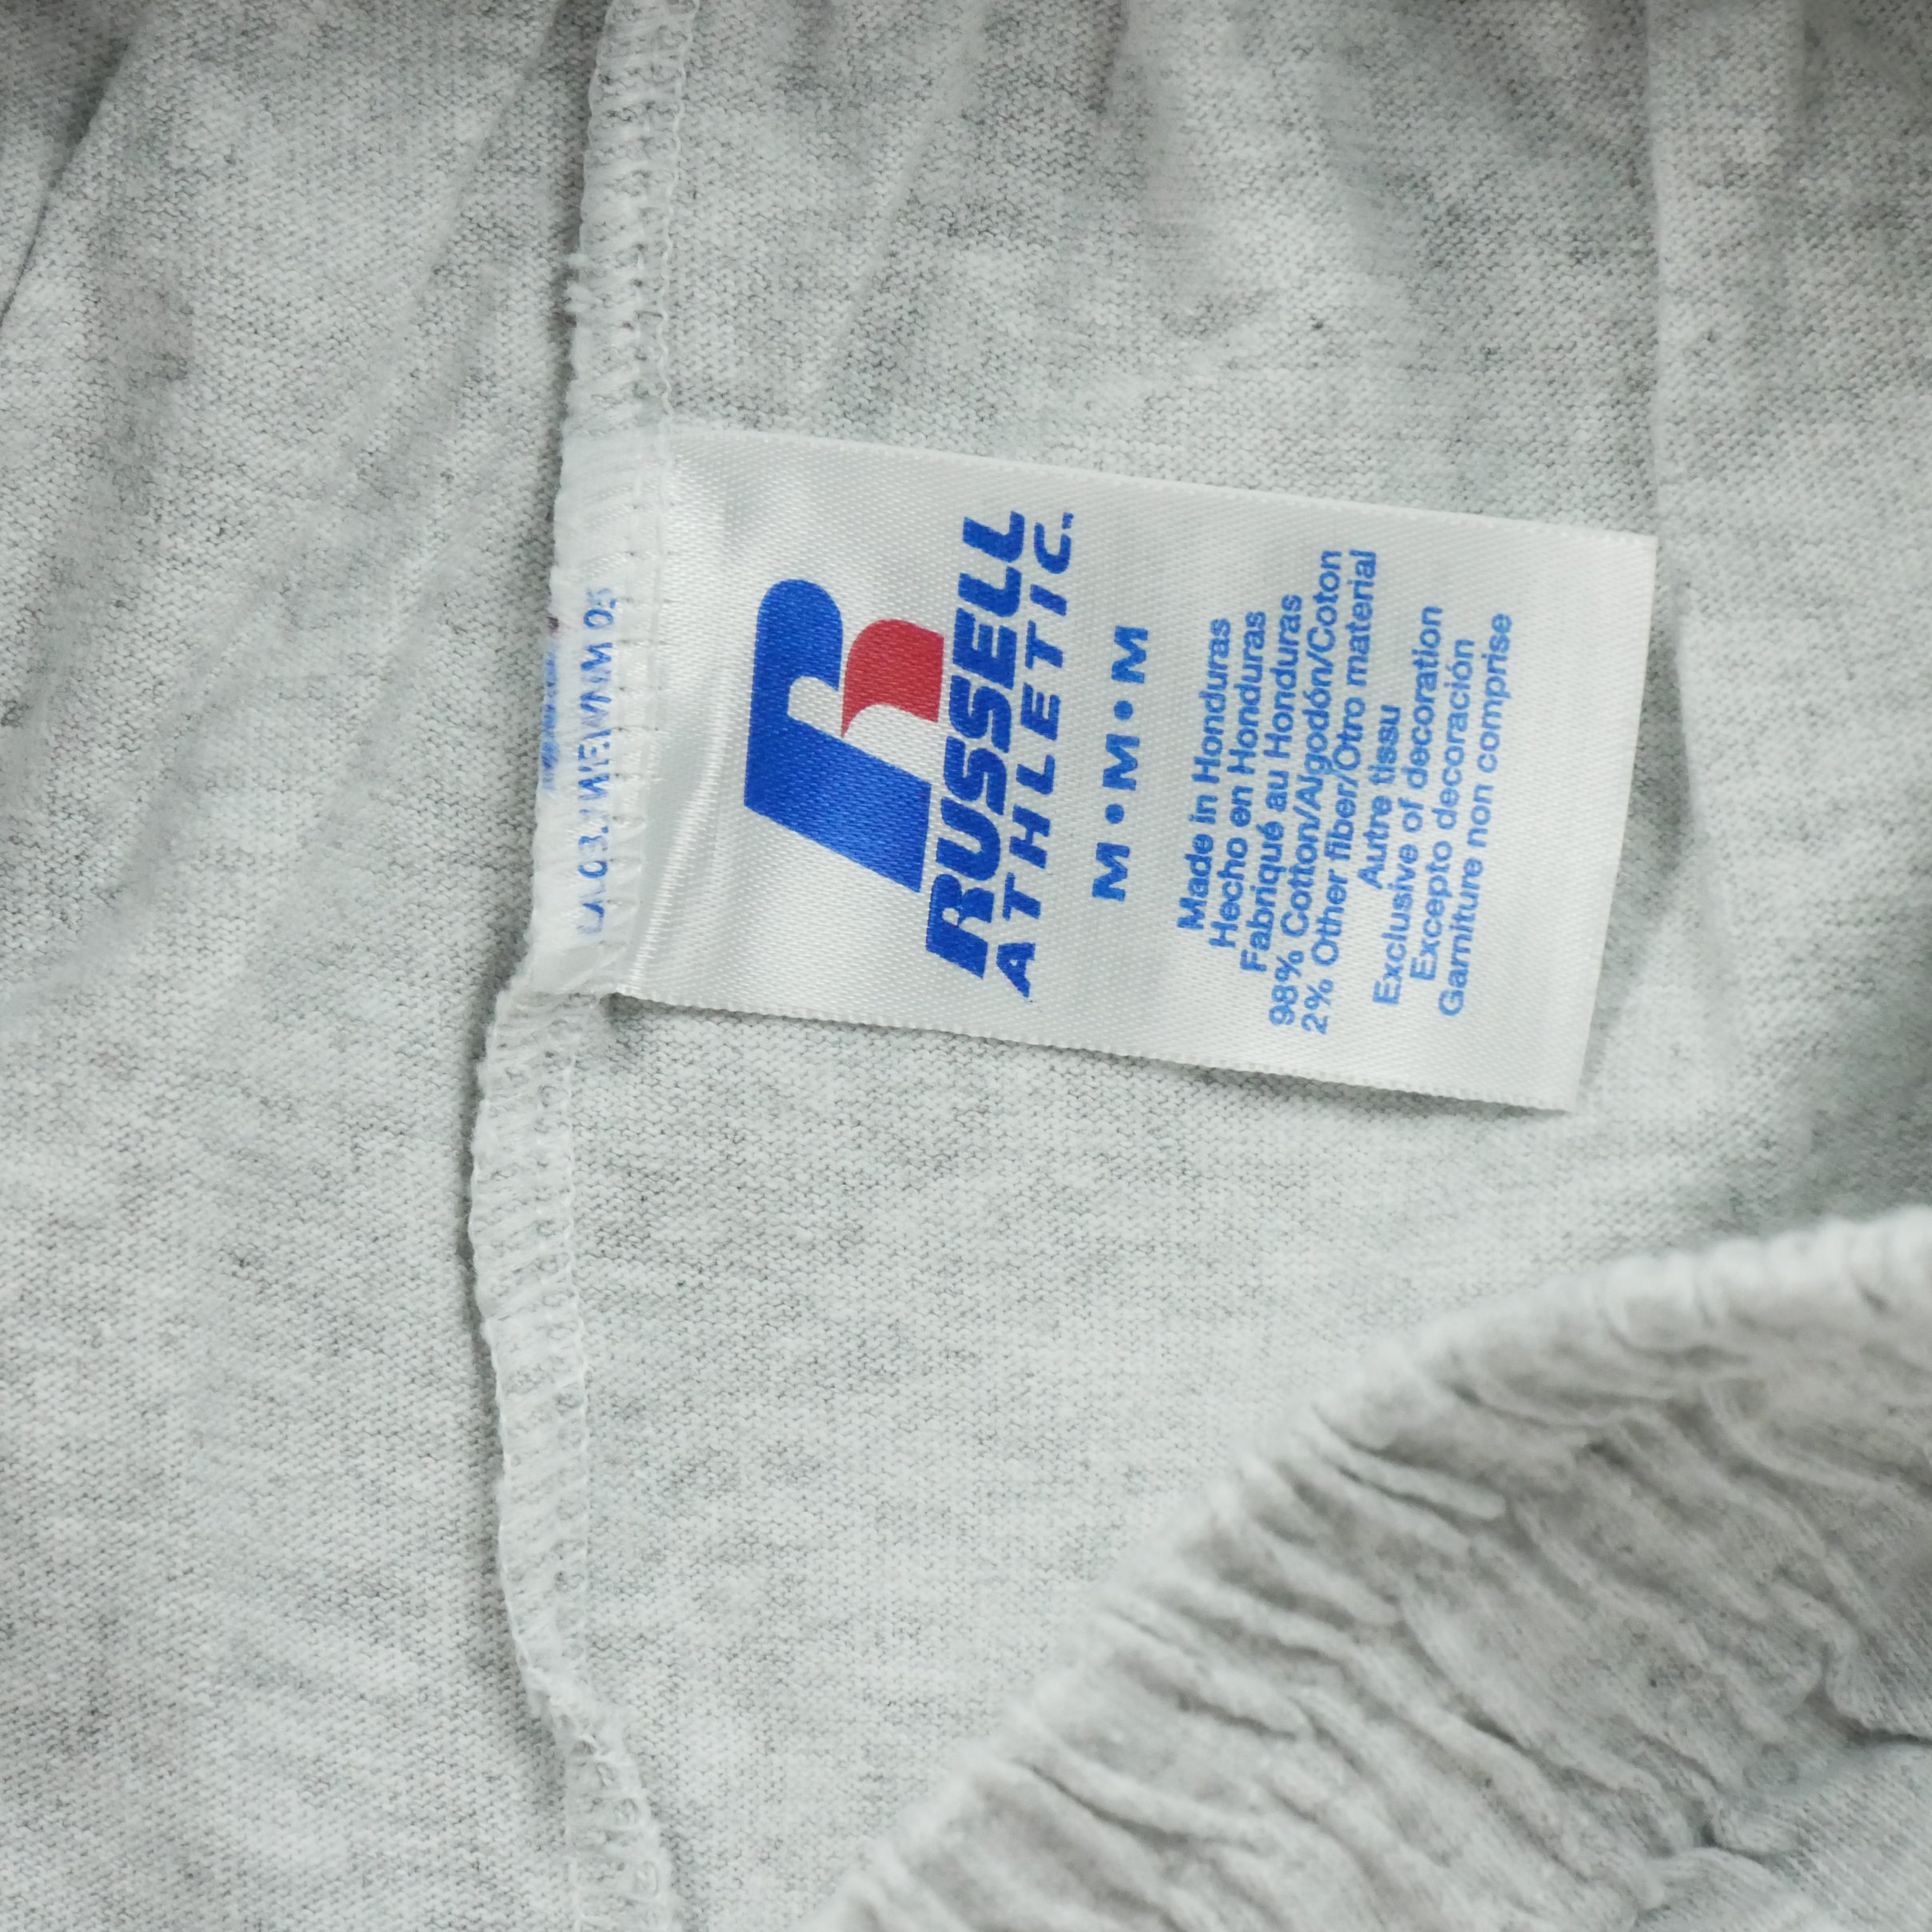 RUSSELL
ATHLETIC™
M•M•M
Made in Honduras
Hecho en Honduras
Fabriqué au Honduras
98% Cotton/Algodón/Coton
2% Other fiber/Otro material
Autre tissu
Exclusive of decoration
Excepto decoración
Garniture non comprise